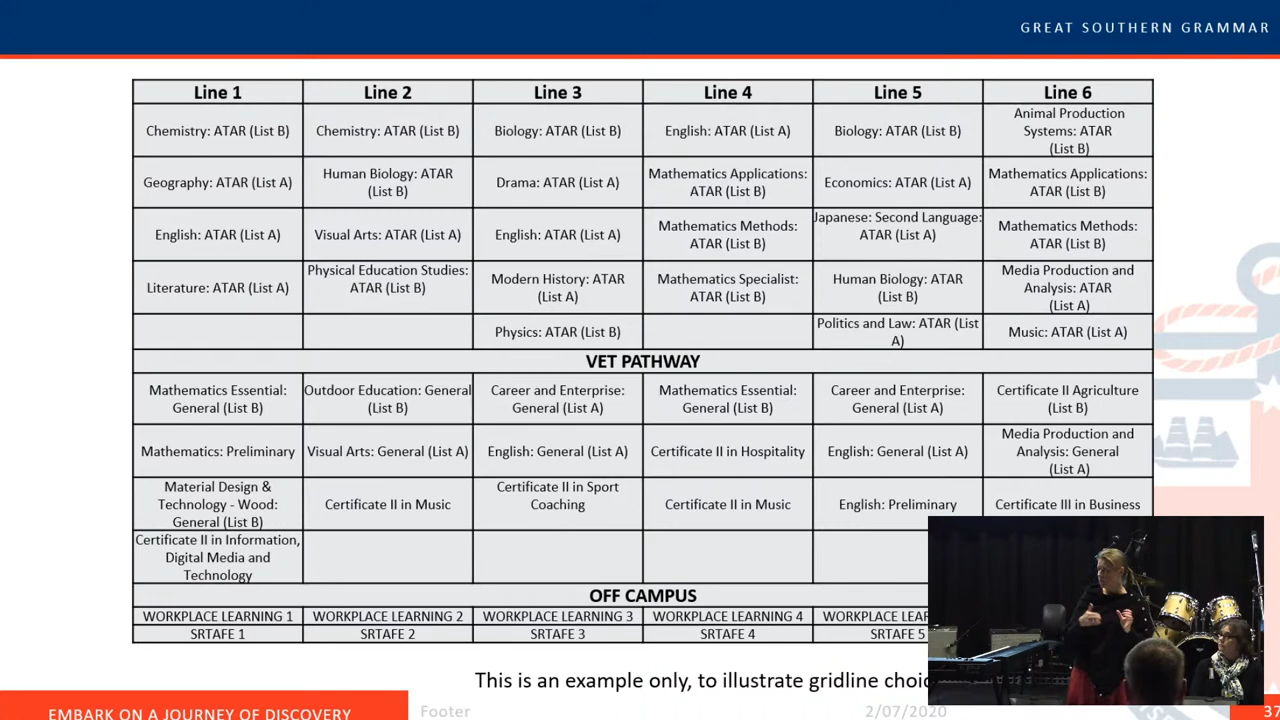 GREAT SOUTHERN GRAMMAR
Line 1 Line 2 Line 3 Line 4 Line 5 Line 6
Chemistry: ATAR (List B)
Chemistry: ATAR (List B)
Biology: ATAR (List B)
English: ATAR (List A)
Biology: ATAR (List B)
Animal Production
Systems: ATAR
(List B)
Geography: ATAR (List A)
Human Biology: ATAR
(List B)
Drama: ATAR (List A)
Mathematics Applications:
ATAR (List B)
Economics: ATAR (List A)
Mathematics Applications:
ATAR (List B)
English: ATAR (List A)
Visual Arts: ATAR (List A)
English: ATAR (List A)
Mathematics Methods:
ATAR (List B)
Japanese: Second Language:
ATAR (List A)
Mathematics Methods:
ATAR (List B)
Literature: ATAR (List A)
Physical Education Studies:
ATAR (List B)
Modern History: ATAR
(List A)
Mathematics Specialist:
ATAR (List B)
Human Biology: ATAR
(List B)
Media Production and
Analysis: ATAR
(List A)
Physics: ATAR (List B)
Politics and Law: ATAR (List
A)
Music: ATAR (List A)
VET PATHWAY
Mathematics Essential:
General (List B)
Outdoor Education: General
(List B)
Career and Enterprise:
General (List A)
Mathematics Essential:
General (List B)
Career and Enterprise:
General (List A)
Certificate II Agriculture
(List B)
Mathematics: Preliminary
Visual Arts: General (List A)
English: General (List A)
Certificate II in Hospitality
English: General (List A)
Media Production and
Analysis: General
(List A)
Material Design &
Technology - Wood:
General (List B)
Certificate II in Music
Certificate II in Sport
Coaching
Certificate II in Music
English: Preliminary
Certificate III in Business
Certificate II in Information,
Digital Media and
Technology
OFF CAMPUS
WORKPLACE LEARNING 1 WORKPLACE LEARNING 2 WORKPLACE LEARNING 3 WORKPLACE LEARNING 4 WORKPLACE
SRTAFE 1 SRTAFE 2 SRTAFE 3 SRTAFE 4 SRTAFE 5
This is an example only, to illustrate gridline
EMBARK ON A JOURNEY OF DISCOVERY
Footer
2/07/2020
37